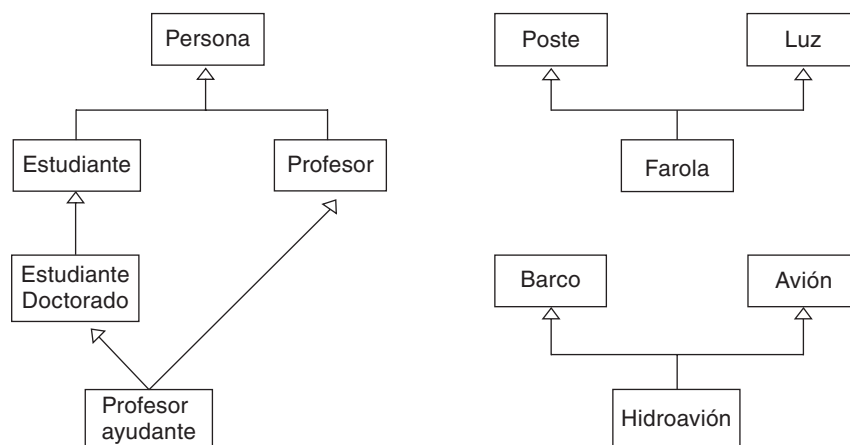 Persona
Estudiante
Profesor
Estudiante
Doctorado
Profesor
ayudante
Poste
Luz
Farola
Barco
Avión
Hidroavión